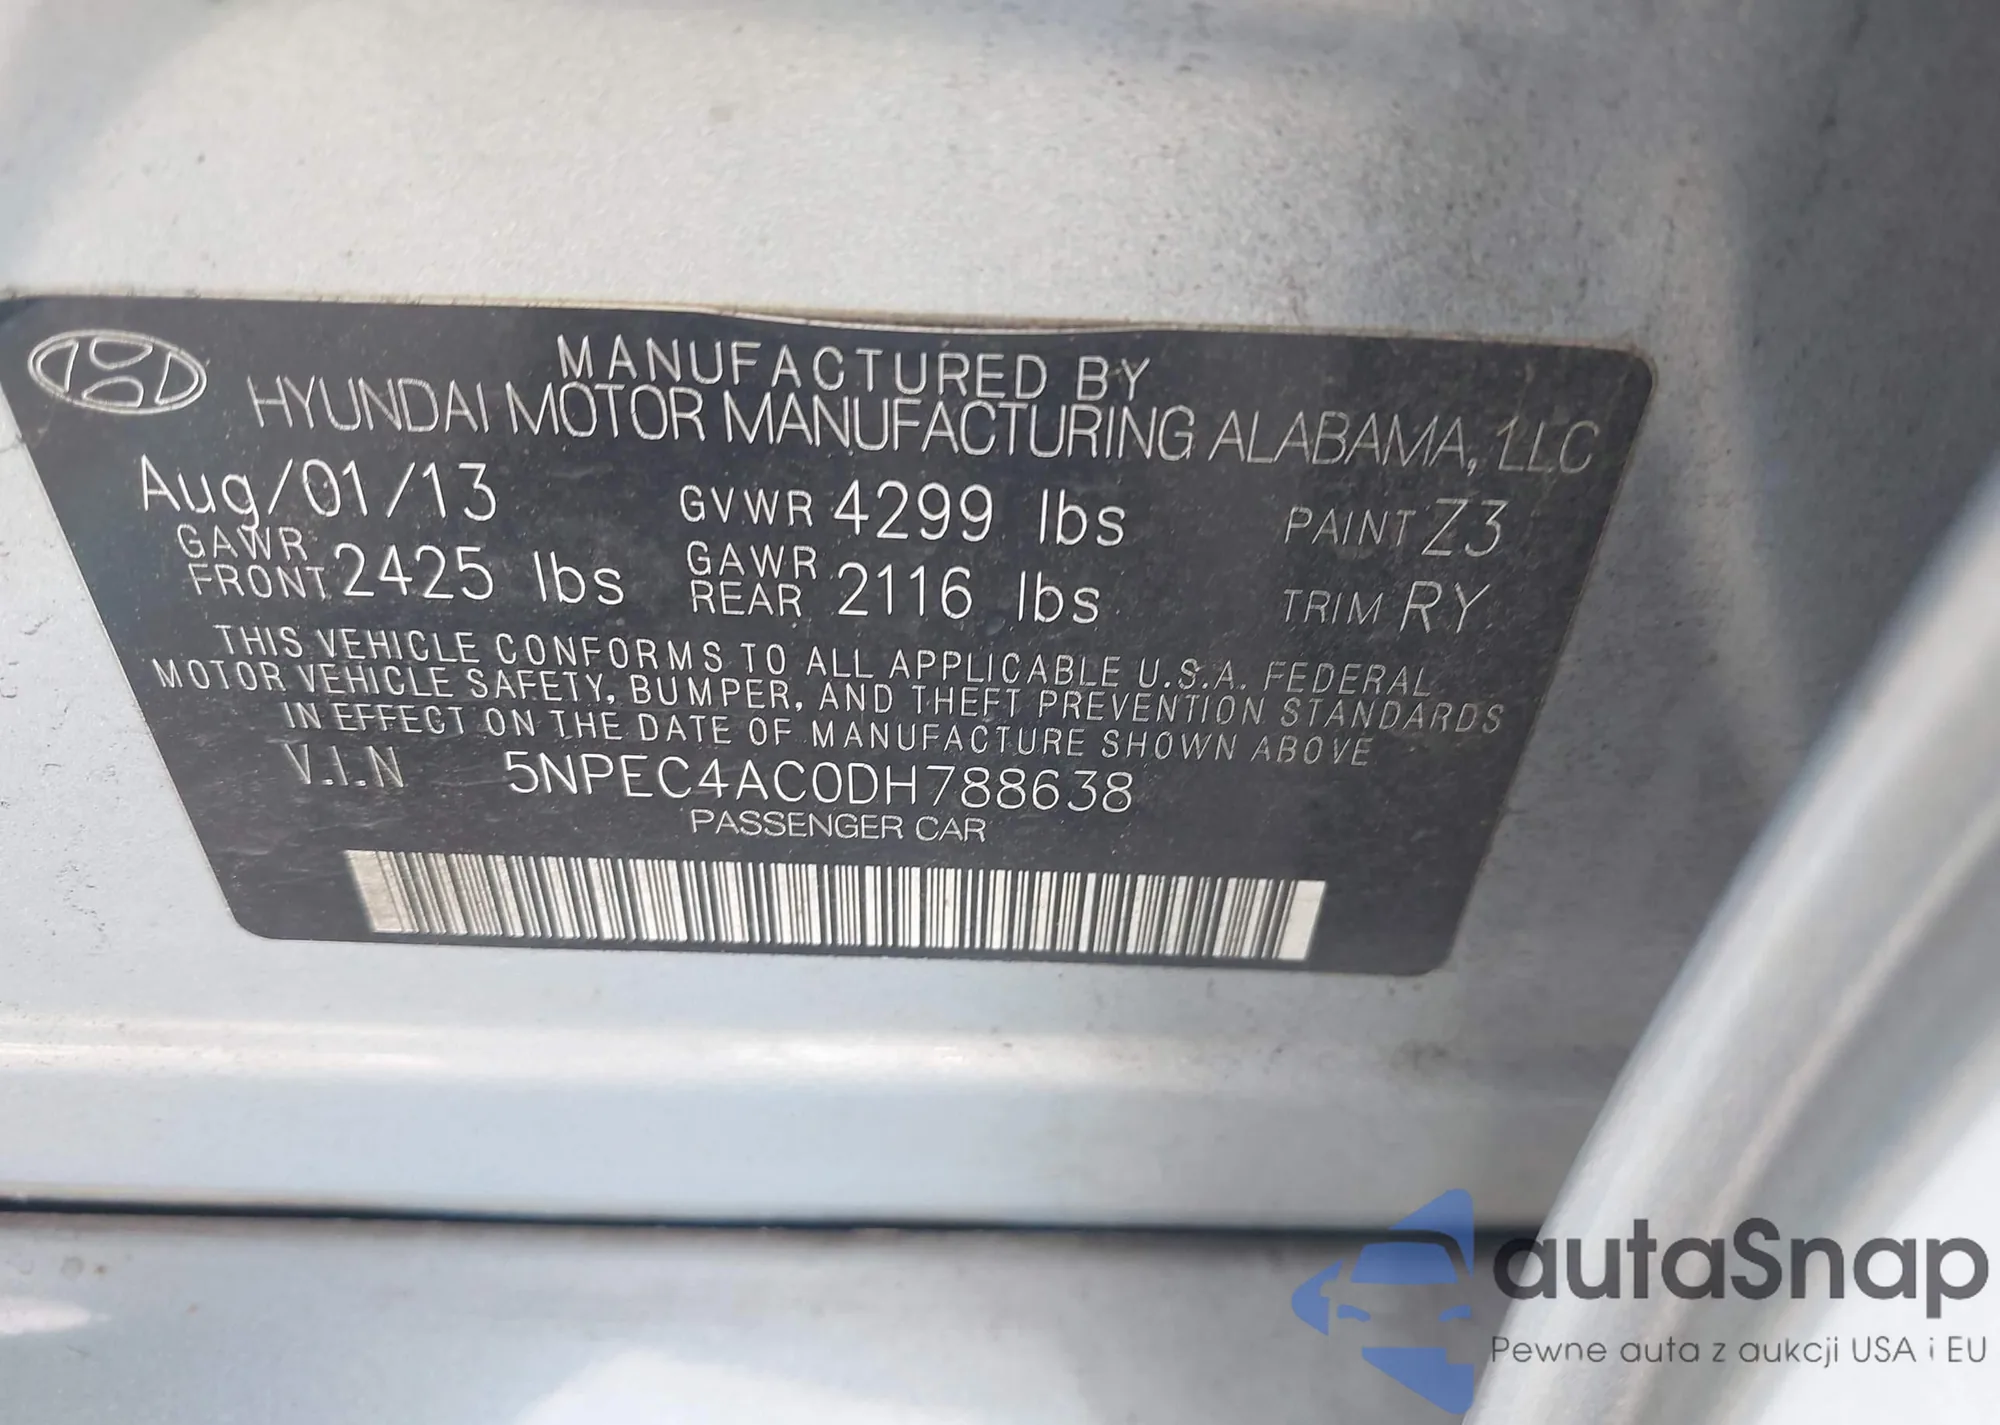 MANUFACTURED BY
HYUNDAI MOTOR MANUFACTURING ALABAMA, LLC
Aug/01/13 GVWR 4299 lbs PAINT Z3
GAWR FRONT 2425 lbs GAWR REAR 2116 lbs TRIM RY
THIS VEHICLE CONFORMS TO ALL APPLICABLE U.S.A. FEDERAL
MOTOR VEHICLE SAFETY, BUMPER, AND THEFT PREVENTION STANDARDS
IN EFFECT ON THE DATE OF MANUFACTURE SHOWN ABOVE
V.I.N 5NPEC4AC0DH788638
PASSENGER CAR
autaSnap
Pewne auta z aukcji USA i EU